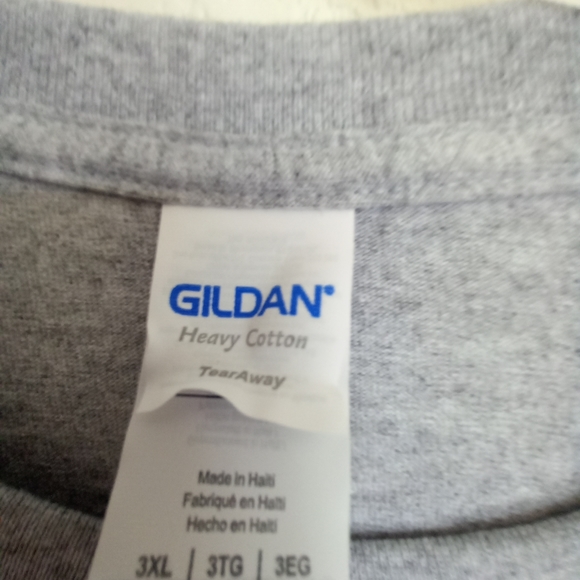 GILDAN®
Heavy Cotton
TearAway
Made in Haiti
Fabriqué en Haïti
Hecho en Haití
3XL | 3TG | 3EG